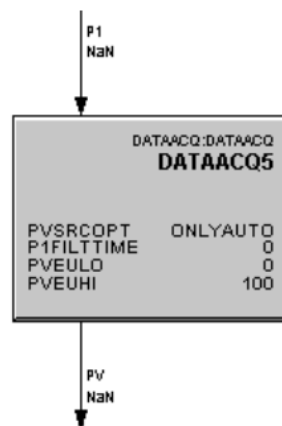 P1
NaN
DATAACQ:DATAACQ
DATAACQ5
PVSRCOPT ONLYAUTO
P1FILTTIME 0
PVEULO 0
PVEUHI 100
PV
NaN